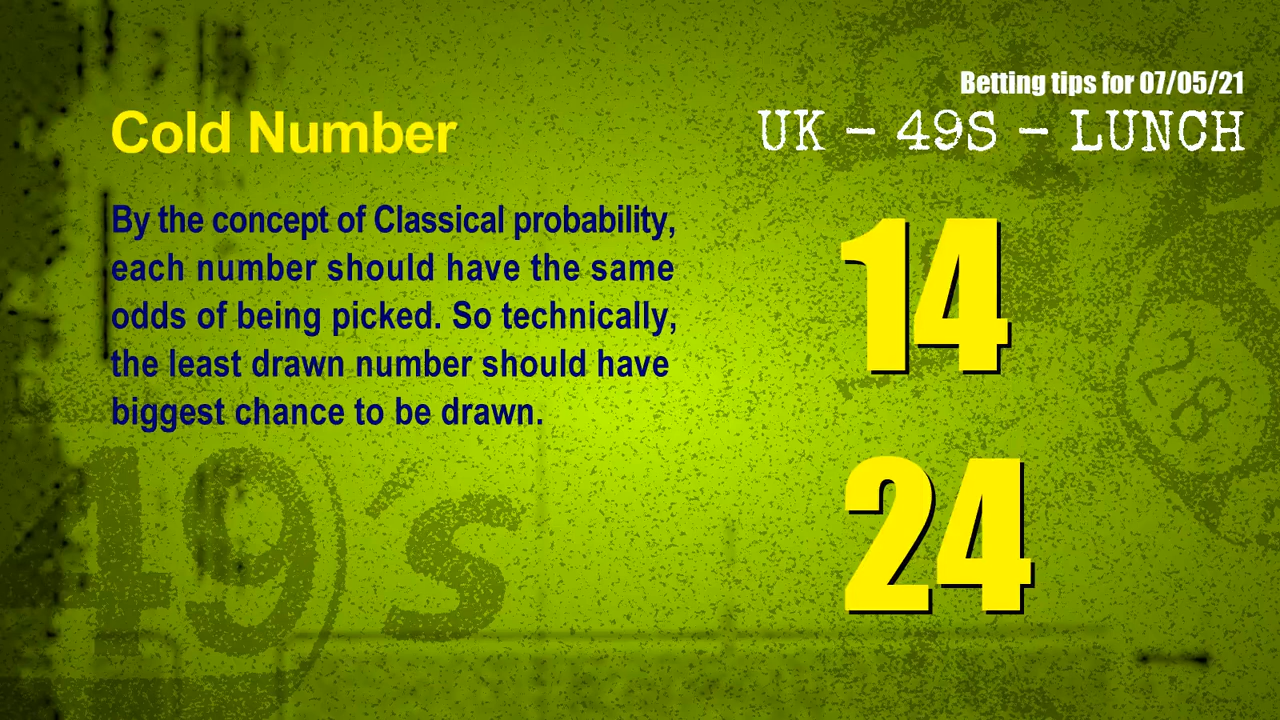 Betting tips for 07/05/21
UK - 49S - LUNCH
Cold Number
By the concept of Classical probability,
each number should have the same
odds of being picked. So technically,
the least drawn number should have
biggest chance to be drawn.
14
24
28
49's